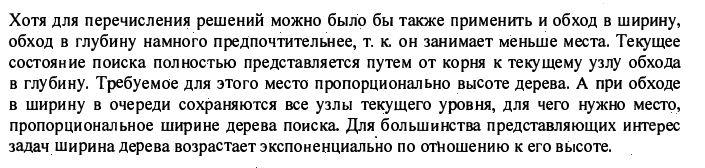 Хотя для перечисления решений можно было бы также применить и обход в ширину,
обход в глубину намного предпочтительнее, т. к. он занимает меньше места. Текущее
состояние поиска полностью представляется путем от корня к текущему узлу обхода
в глубину. Требуемое для этого место пропорционально высоте дерева. А при обходе
в ширину в очереди сохраняются все узлы текущего уровня, для чего нужно место,
пропорциональное ширине дерева поиска. Для большинства представляющих интерес
задач ширина дерева возрастает экспоненциально по отношению к его высоте.